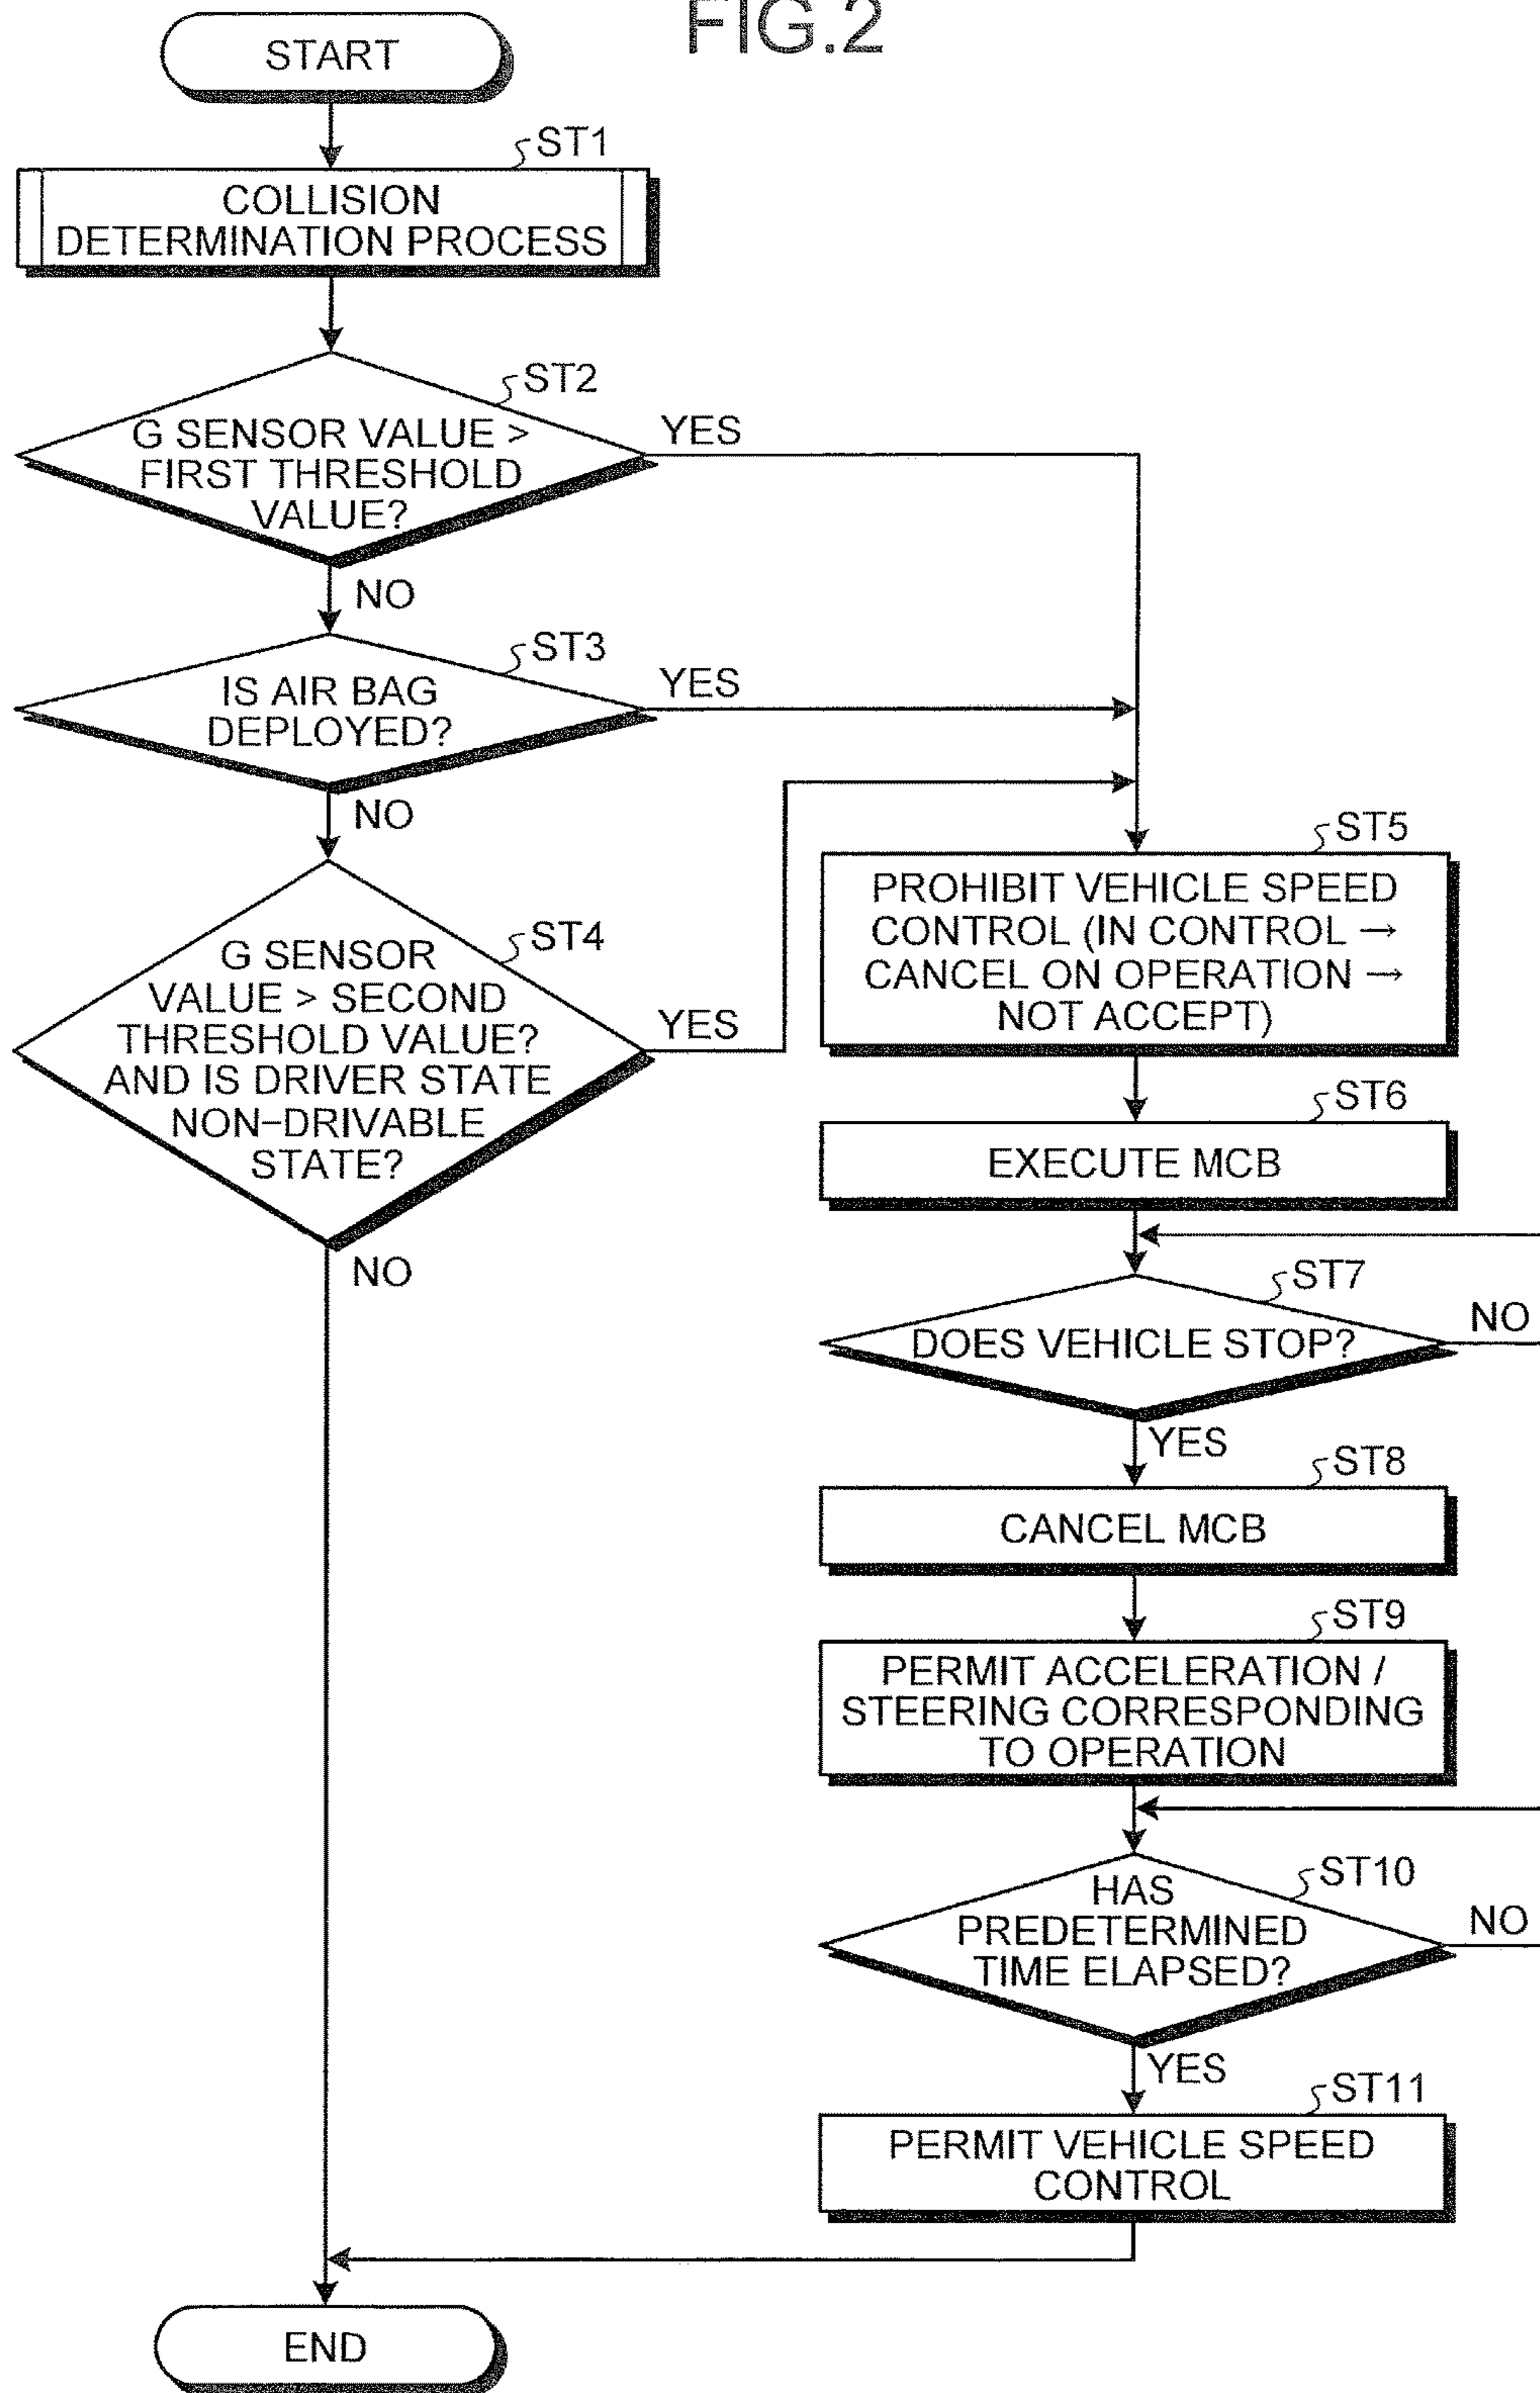 FIG.2
START
ST1
COLLISION
DETERMINATION PROCESS
ST2
G SENSOR VALUE >
FIRST THRESHOLD
VALUE?
YES
NO
ST3
IS AIR BAG
DEPLOYED?
YES
NO
ST4
G SENSOR
VALUE > SECOND
THRESHOLD VALUE?
AND IS DRIVER STATE
NON-DRIVABLE
STATE?
YES
NO
ST5
PROHIBIT VEHICLE SPEED
CONTROL (IN CONTROL →
CANCEL ON OPERATION →
NOT ACCEPT)
ST6
EXECUTE MCB
ST7
DOES VEHICLE STOP?
NO
YES
ST8
CANCEL MCB
ST9
PERMIT ACCELERATION /
STEERING CORRESPONDING
TO OPERATION
ST10
HAS
PREDETERMINED
TIME ELAPSED?
NO
YES
ST11
PERMIT VEHICLE SPEED
CONTROL
END